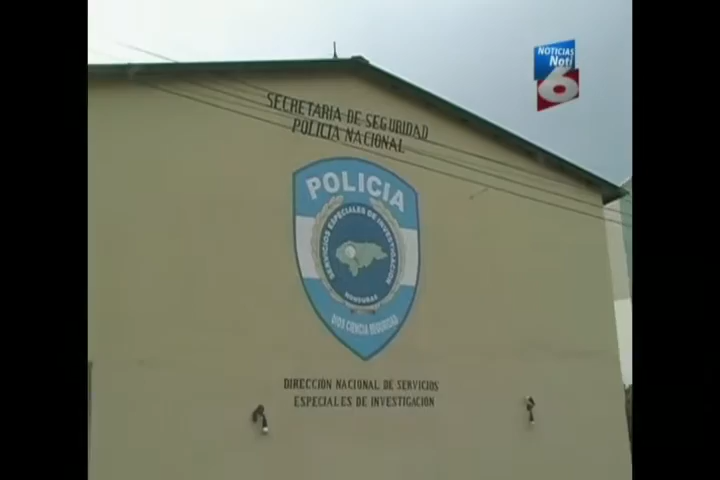 NOTICIAS
Noti
6
SECRETARIA DE SEGURIDAD
POLICIA NACIONAL
POLICIA
SERVICIOS ESPECIALES DE INVESTIGACION
HONDURAS
DIOS CIENCIA SEGURIDAD
DIRECCION NACIONAL DE SERVICIOS
ESPECIALES DE INVESTIGACION